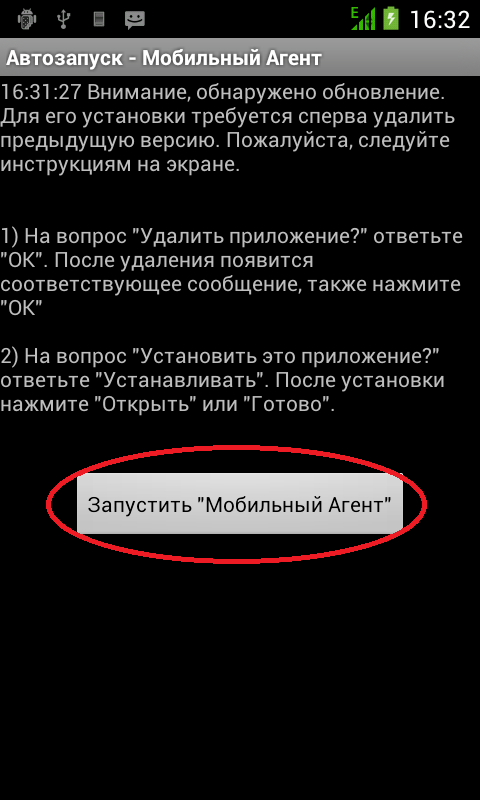 E
16:32
Автозапуск - Мобильный Агент
16:31:27 Внимание, обнаружено обновление.
Для его установки требуется сперва удалить
предыдущую версию. Пожалуйста, следуйте
инструкциям на экране.
1) На вопрос "Удалить приложение?" ответьте
"ОК". После удаления появится
соответствующее сообщение, также нажмите
"ОК"
2) На вопрос "Установить это приложение?"
ответьте "Устанавливать". После установки
нажмите "Открыть" или "Готово".
Запустить "Мобильный Агент"